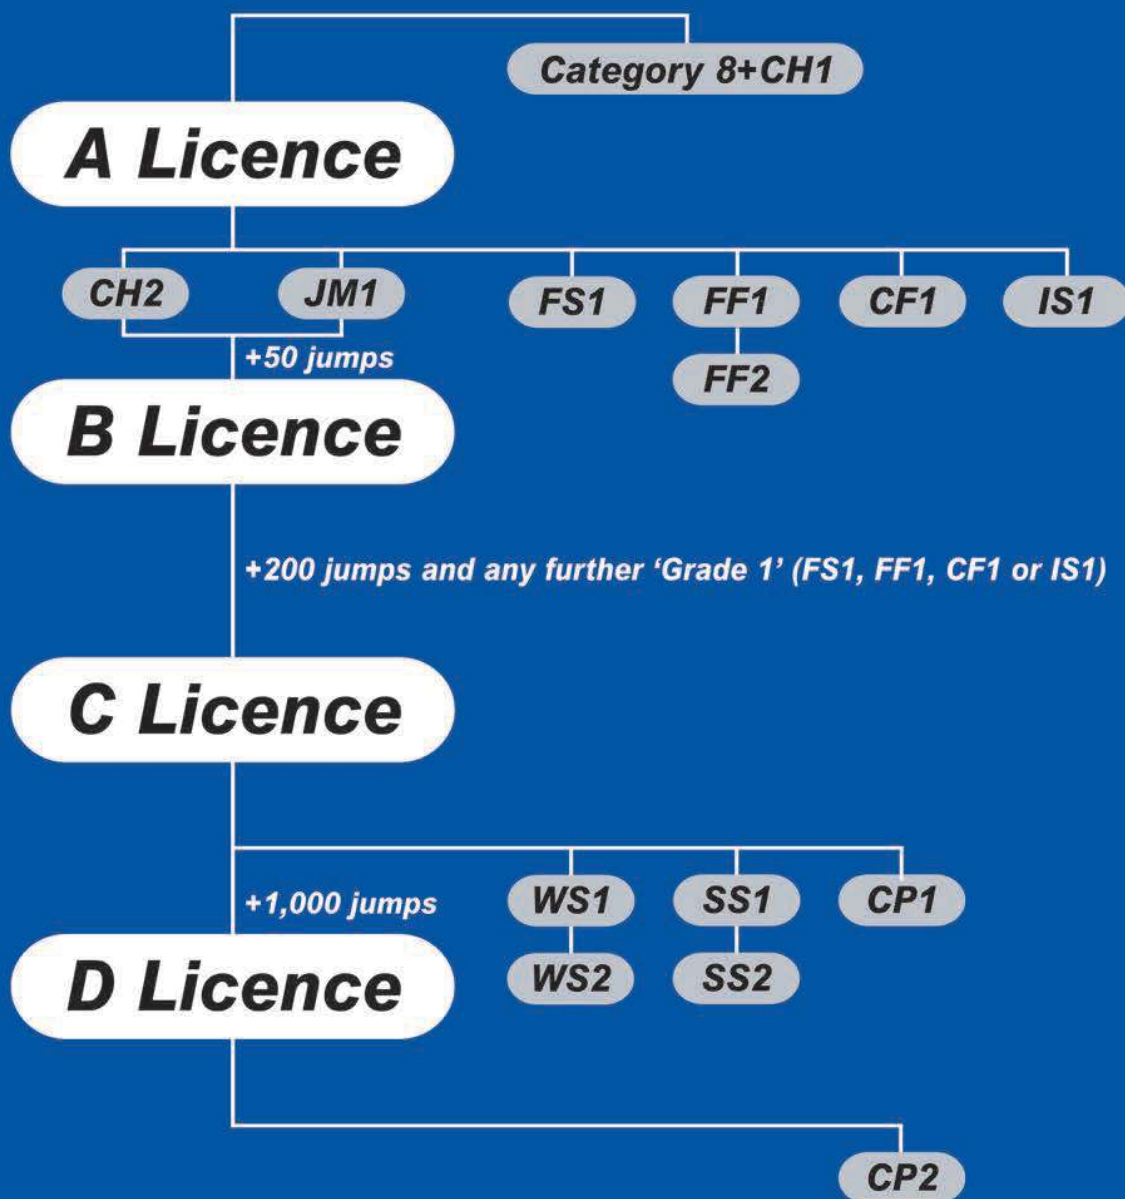 Category 8+CH1
A Licence
CH2 JM1 FS1 FF1 CF1 IS1
+50 jumps
FF2
B Licence
+200 jumps and any further ‘Grade 1’ (FS1, FF1, CF1 or IS1)
C Licence
+1,000 jumps WS1 SS1 CP1
D Licence WS2 SS2
CP2